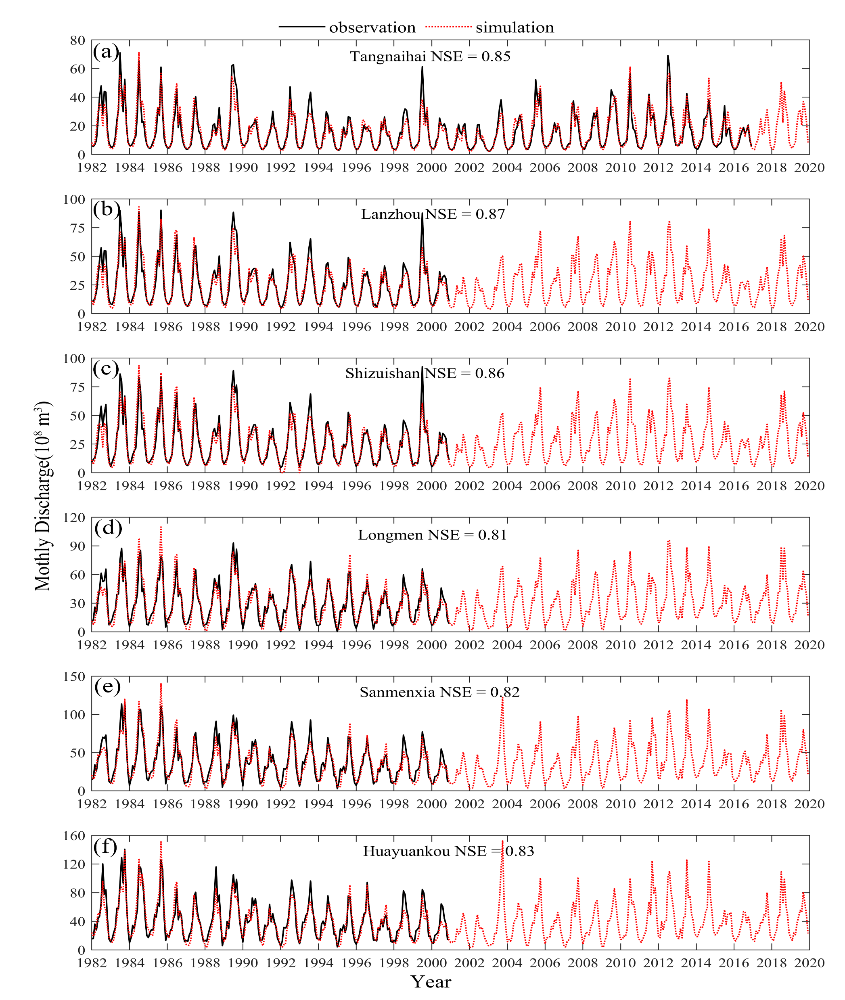 observation simulation
(a)
Tangnaihai NSE = 0.85
80
60
40
20
0
1982 1984 1986 1988 1990 1992 1994 1996 1998 2000 2002 2004 2006 2008 2010 2012 2014 2016 2018 2020
(b)
Lanzhou NSE = 0.87
100
75
50
25
0
1982 1984 1986 1988 1990 1992 1994 1996 1998 2000 2002 2004 2006 2008 2010 2012 2014 2016 2018 2020
(c)
Shizuishan NSE = 0.86
100
75
50
25
0
1982 1984 1986 1988 1990 1992 1994 1996 1998 2000 2002 2004 2006 2008 2010 2012 2014 2016 2018 2020
Mothly Discharge(10⁸ m³)
(d)
Longmen NSE = 0.81
120
90
60
30
0
1982 1984 1986 1988 1990 1992 1994 1996 1998 2000 2002 2004 2006 2008 2010 2012 2014 2016 2018 2020
(e)
Sanmenxia NSE = 0.82
150
100
50
0
1982 1984 1986 1988 1990 1992 1994 1996 1998 2000 2002 2004 2006 2008 2010 2012 2014 2016 2018 2020
(f)
Huayuankou NSE = 0.83
160
120
80
40
0
1982 1984 1986 1988 1990 1992 1994 1996 1998 2000 2002 2004 2006 2008 2010 2012 2014 2016 2018 2020
Year